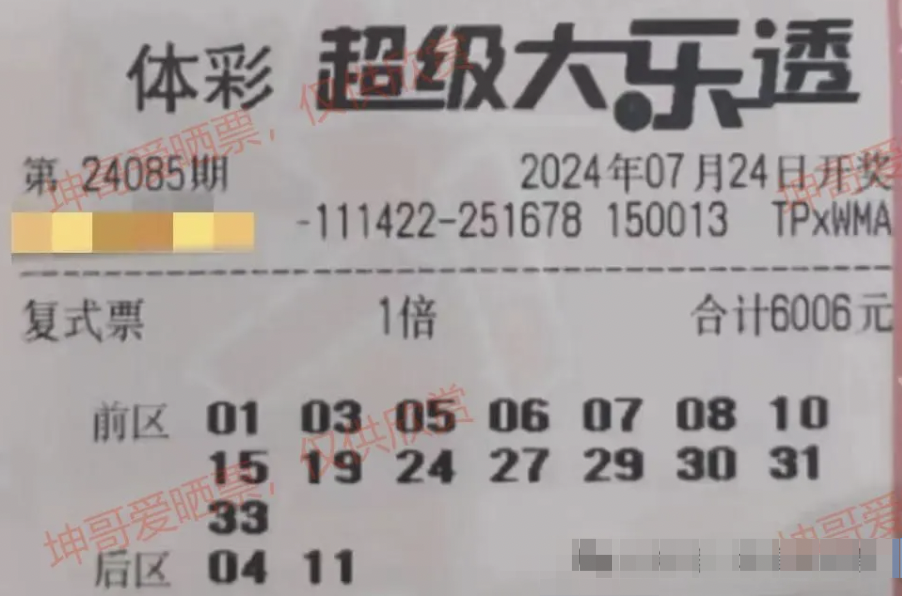 体彩 超级大乐透
第 24085期 2024年07月24日开奖
-111422-251678 150013 TPxWMA
复式票 1倍 合计6006元
前区 01 03 05 06 07 08 10
15 19 24 27 29 30 31
33
后区 04 11
坤哥爱晒票，仅供欣赏
坤哥爱晒票，仅供欣赏
坤哥爱
坤哥爱